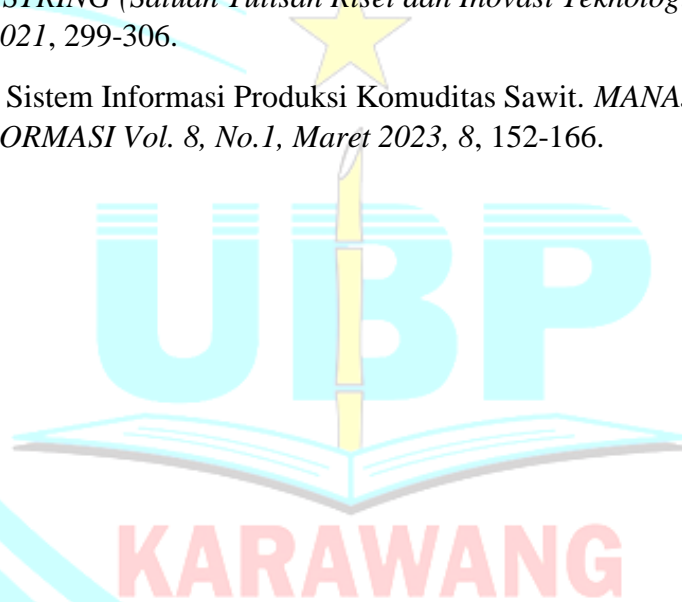 STRING (Satuan Tulisan Riset dan Inovasi Teknolog
021, 299-306.
Sistem Informasi Produksi Komuditas Sawit. MANA
ORMASI Vol. 8, No.1, Maret 2023, 8, 152-166.
UBP
KARAWANG